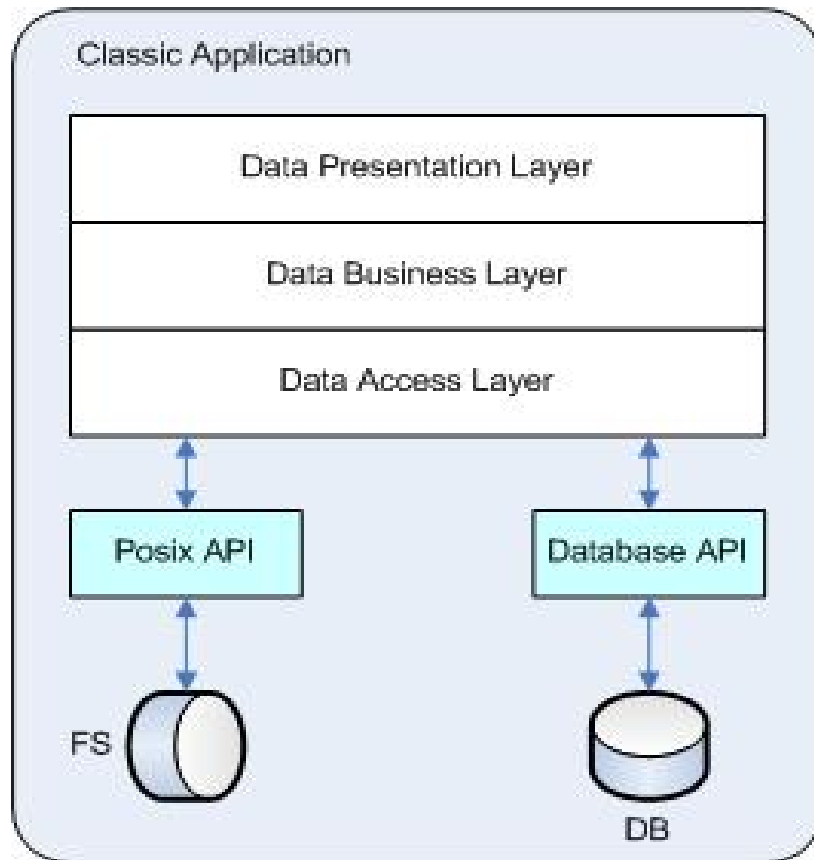 Classic Application
Data Presentation Layer
Data Business Layer
Data Access Layer
Posix API
Database API
FS
DB